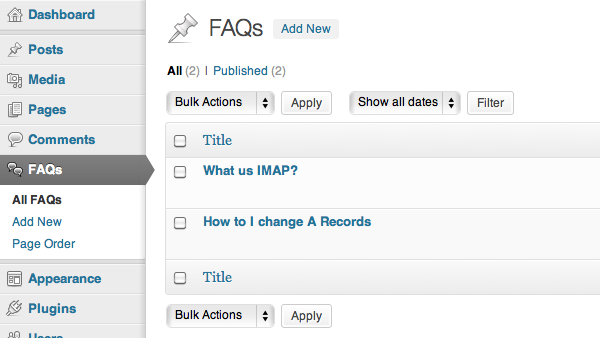 Dashboard
Posts
Media
Pages
Comments
FAQs
All FAQs
Add New
Page Order
Appearance
Plugins
Users
FAQs Add New
All (2) | Published (2)
Bulk Actions Apply Show all dates Filter
Title
What us IMAP?
How to I change A Records
Title
Bulk Actions Apply